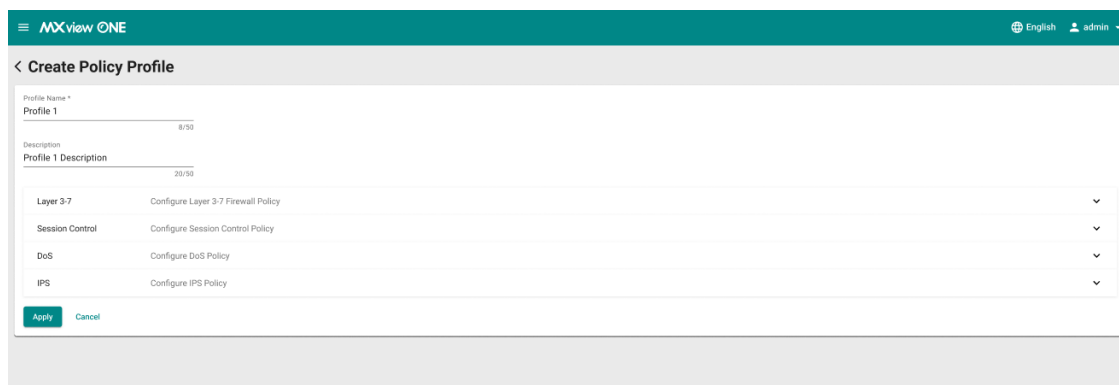 MXview ONE English admin
Create Policy Profile
Profile Name *
Profile 1
8/50
Description
Profile 1 Description
20/50
Layer 3-7 Configure Layer 3-7 Firewall Policy
Session Control Configure Session Control Policy
DoS Configure DoS Policy
IPS Configure IPS Policy
Apply Cancel